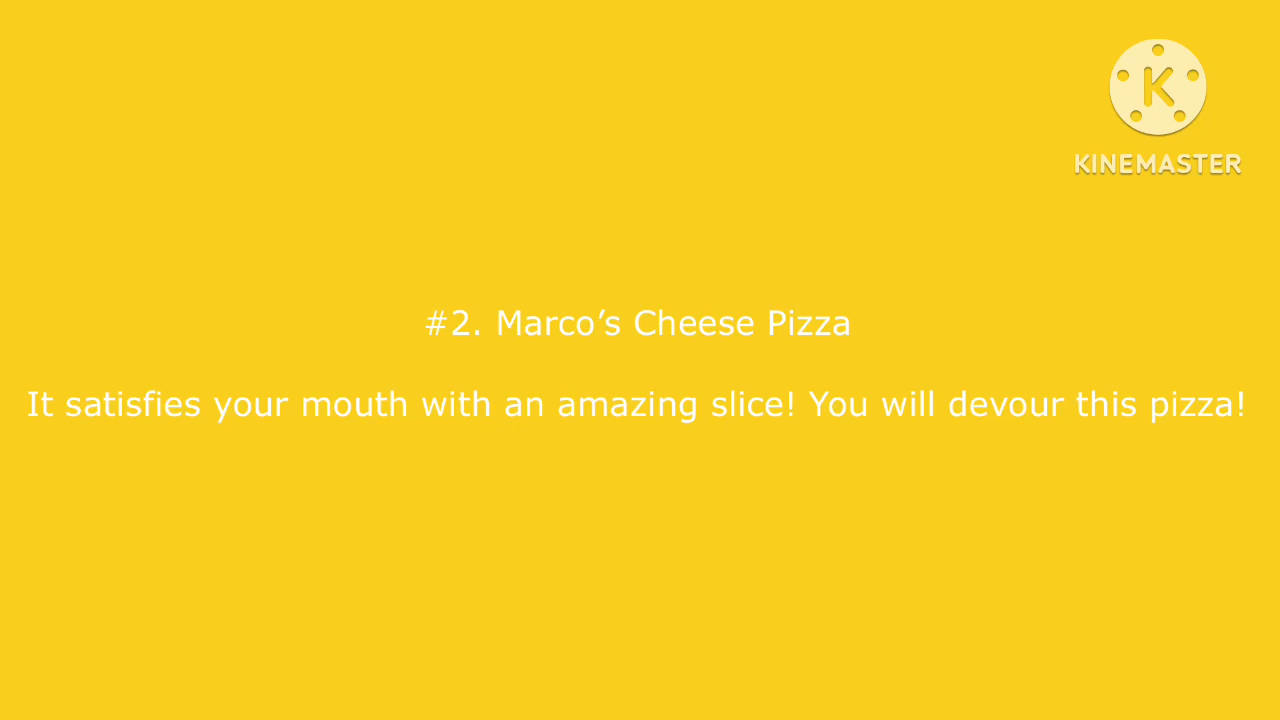 K
KINEMASTER
#2. Marco’s Cheese Pizza
It satisfies your mouth with an amazing slice! You will devour this pizza!